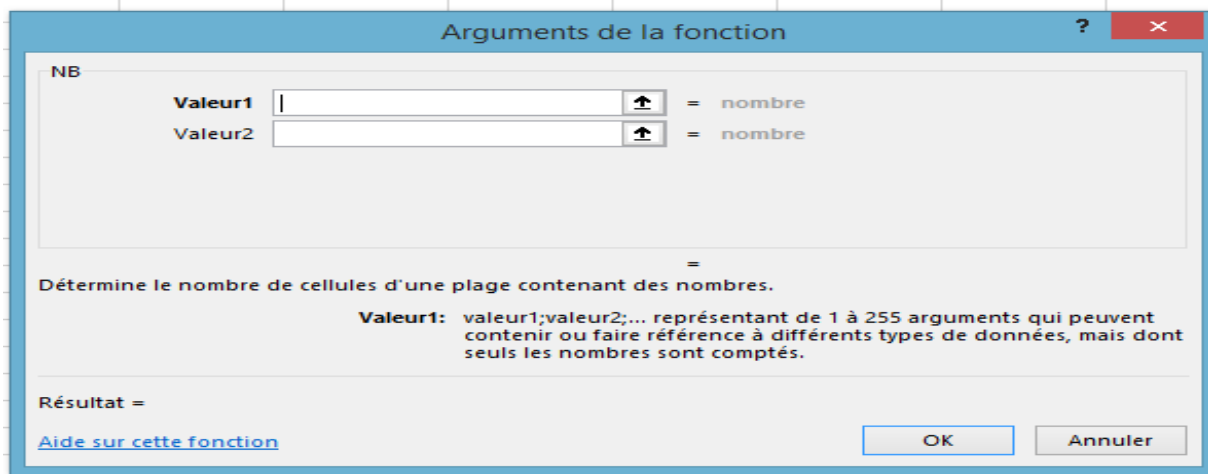 Arguments de la fonction ?
NB
Valeur1 = nombre
Valeur2 = nombre
=
Détermine le nombre de cellules d'une plage contenant des nombres.
Valeur1: valeur1;valeur2;... représentant de 1 à 255 arguments qui peuvent
contenir ou faire référence à différents types de données, mais dont
seuls les nombres sont comptés.
Résultat =
Aide sur cette fonction OK Annuler